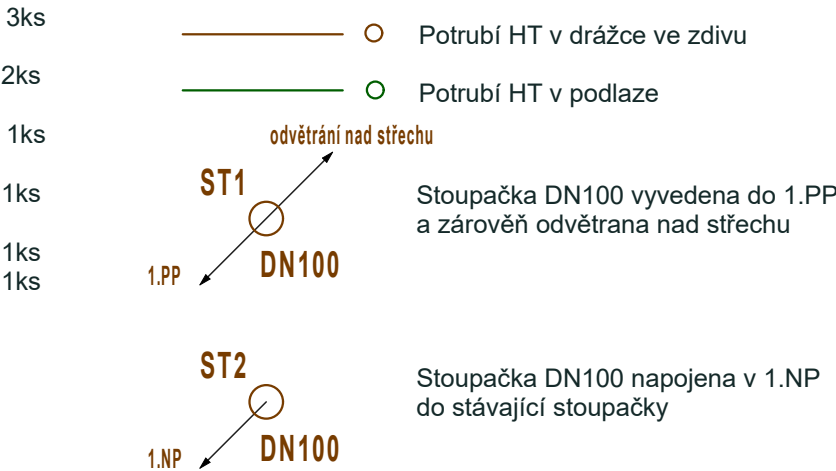 3ks
Potrubí HT v drážce ve zdivu
2ks
Potrubí HT v podlaze
1ks
odvětrání nad střechu
ST1
1ks
Stoupačka DN100 vyvedena do 1.PP
a zárověň odvětrana nad střechu
1ks
DN100
1.PP
1ks
ST2
Stoupačka DN100 napojena v 1.NP
do stávající stoupačky
DN100
1.NP